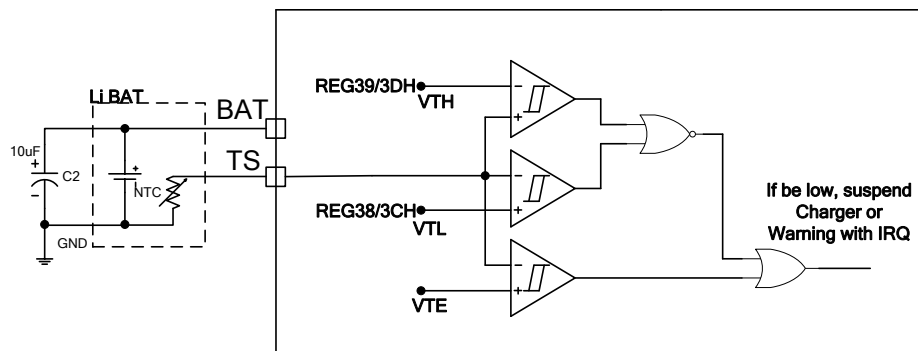 REG39/3DH
VTH
Li BAT
BAT
10uF
+
C2
-
+
NTC
TS
GND
-
+
-
+
REG38/3CH
VTL
-
+
VTE
If be low, suspend
Charger or
Warning with IRQ